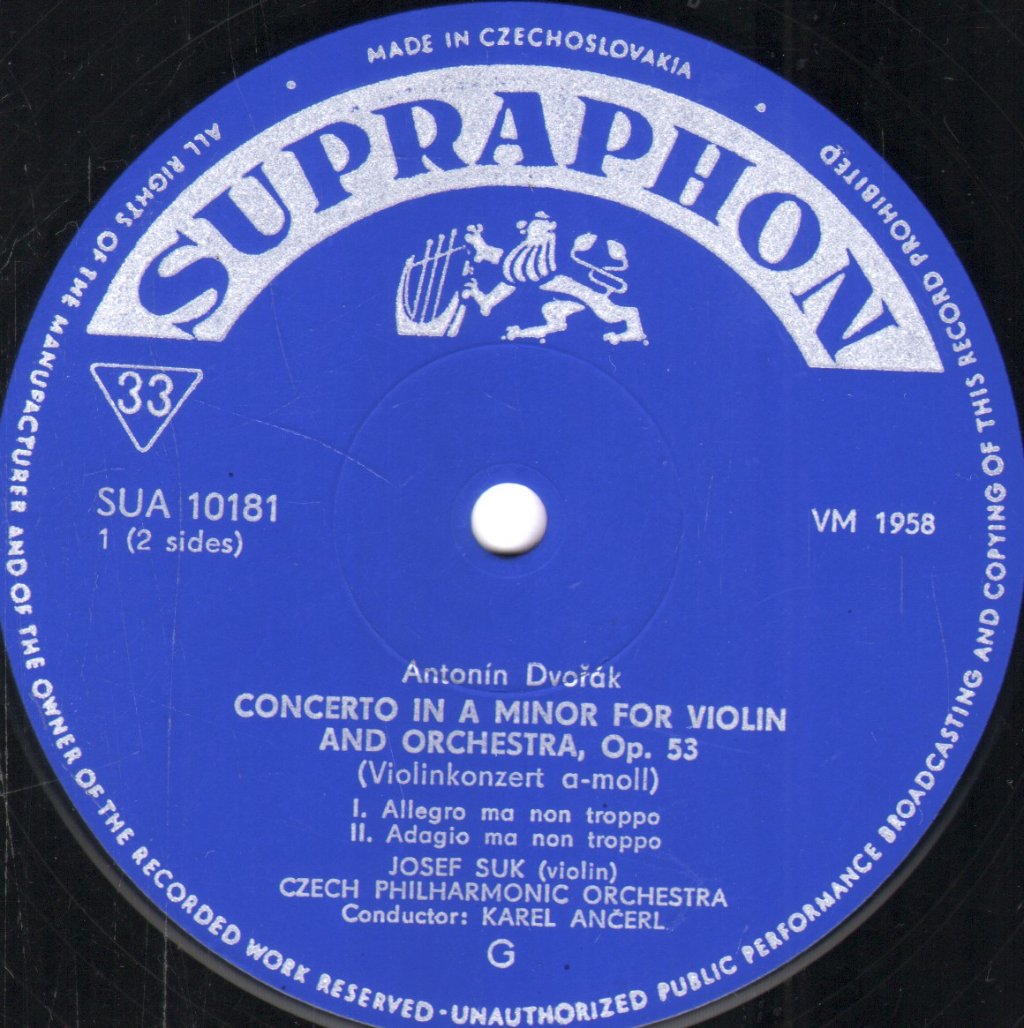 MADE IN CZECHOSLOVAKIA
SUPRAPHON
33
SUA 10181
1 (2 sides)
VM 1958
Antonín Dvořák
CONCERTO IN A MINOR FOR VIOLIN
AND ORCHESTRA, Op. 53
(Violinkonzert a-moll)
I. Allegro ma non troppo
II. Adagio ma non troppo
JOSEF SUK (violin)
CZECH PHILHARMONIC ORCHESTRA
Conductor: KAREL ANČERL
G
ALL RIGHTS OF THE MANUFACTURER AND OF THE OWNER OF THE RECORDED WORK RESERVED - UNAUTHORIZED PUBLIC PERFORMANCE BROADCASTING AND COPYING OF THIS RECORD PROHIBITED